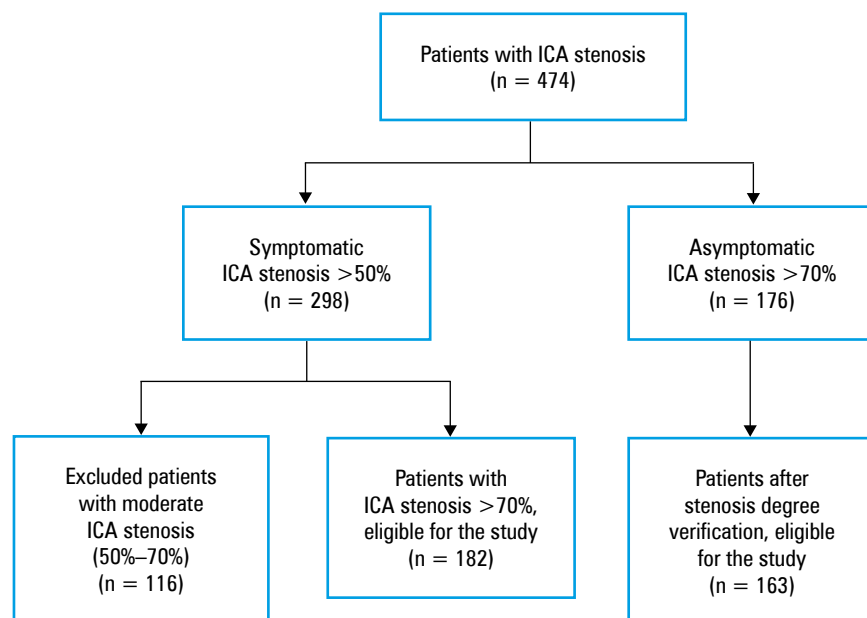 Patients with ICA stenosis
(n = 474)
Symptomatic
ICA stenosis >50%
(n = 298)
Asymptomatic
ICA stenosis >70%
(n = 176)
Excluded patients
with moderate
ICA stenosis
(50%–70%)
(n = 116)
Patients with
ICA stenosis >70%,
eligible for the study
(n = 182)
Patients after
stenosis degree
verification, eligible
for the study
(n = 163)